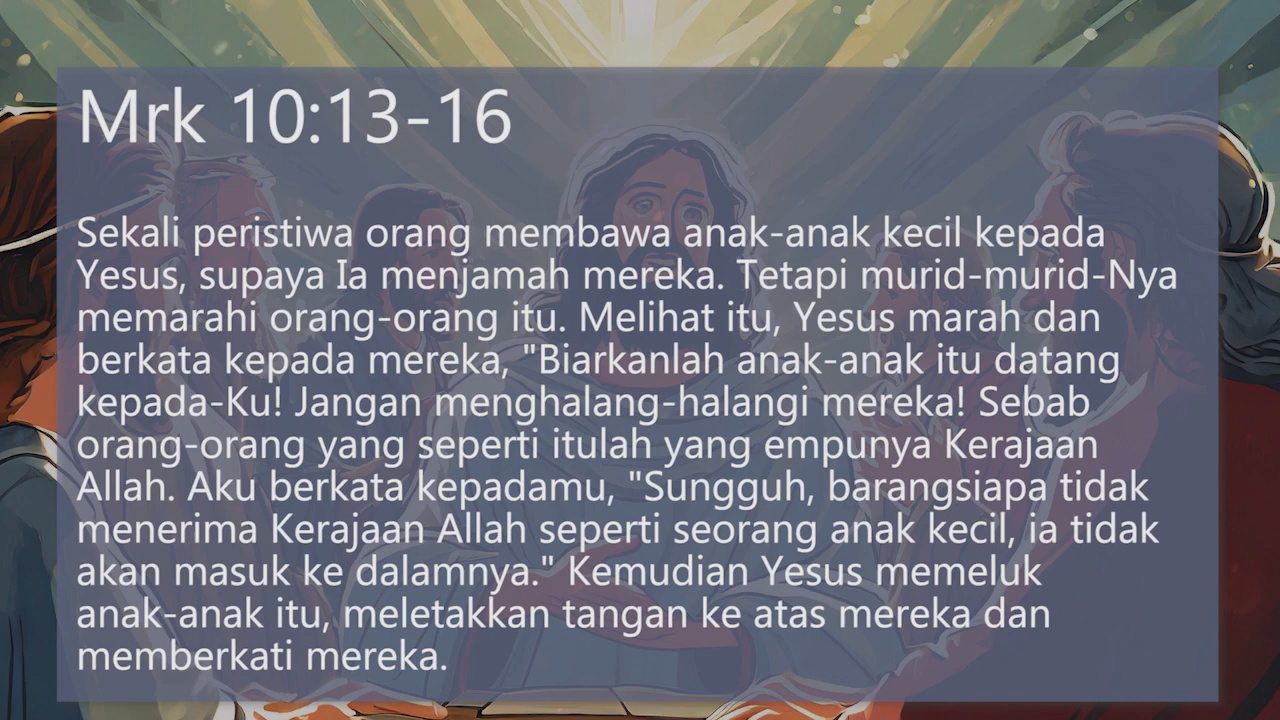 Mrk 10:13-16
Sekali peristiwa orang membawa anak-anak kecil kepada
Yesus, supaya Ia menjamah mereka. Tetapi murid-murid-Nya
memarahi orang-orang itu. Melihat itu, Yesus marah dan
berkata kepada mereka, "Biarkanlah anak-anak itu datang
kepada-Ku! Jangan menghalang-halangi mereka! Sebab
orang-orang yang seperti itulah yang empunya Kerajaan
Allah. Aku berkata kepadamu, "Sungguh, barangsiapa tidak
menerima Kerajaan Allah seperti seorang anak kecil, ia tidak
akan masuk ke dalamnya." Kemudian Yesus memeluk
anak-anak itu, meletakkan tangan ke atas mereka dan
memberkati mereka.